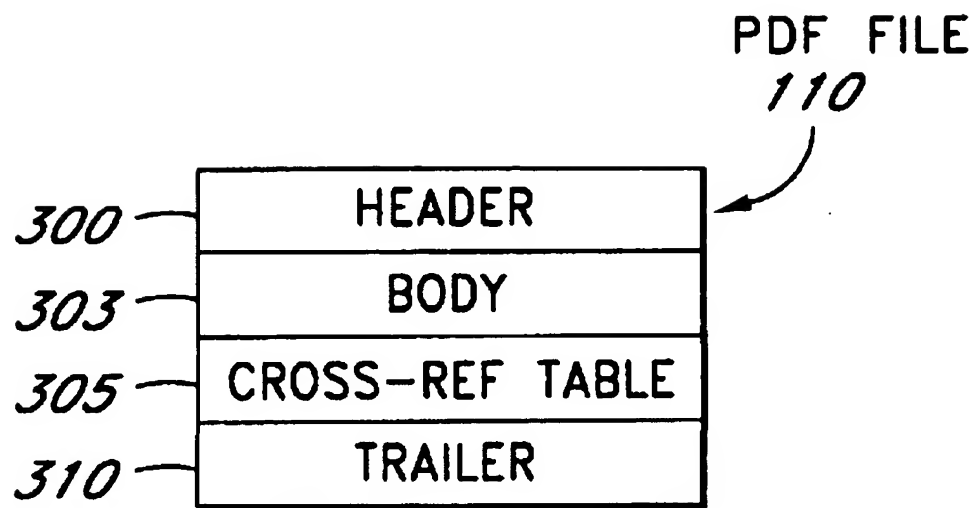 PDF FILE
110
300 HEADER
303 BODY
305 CROSS-REF TABLE
310 TRAILER